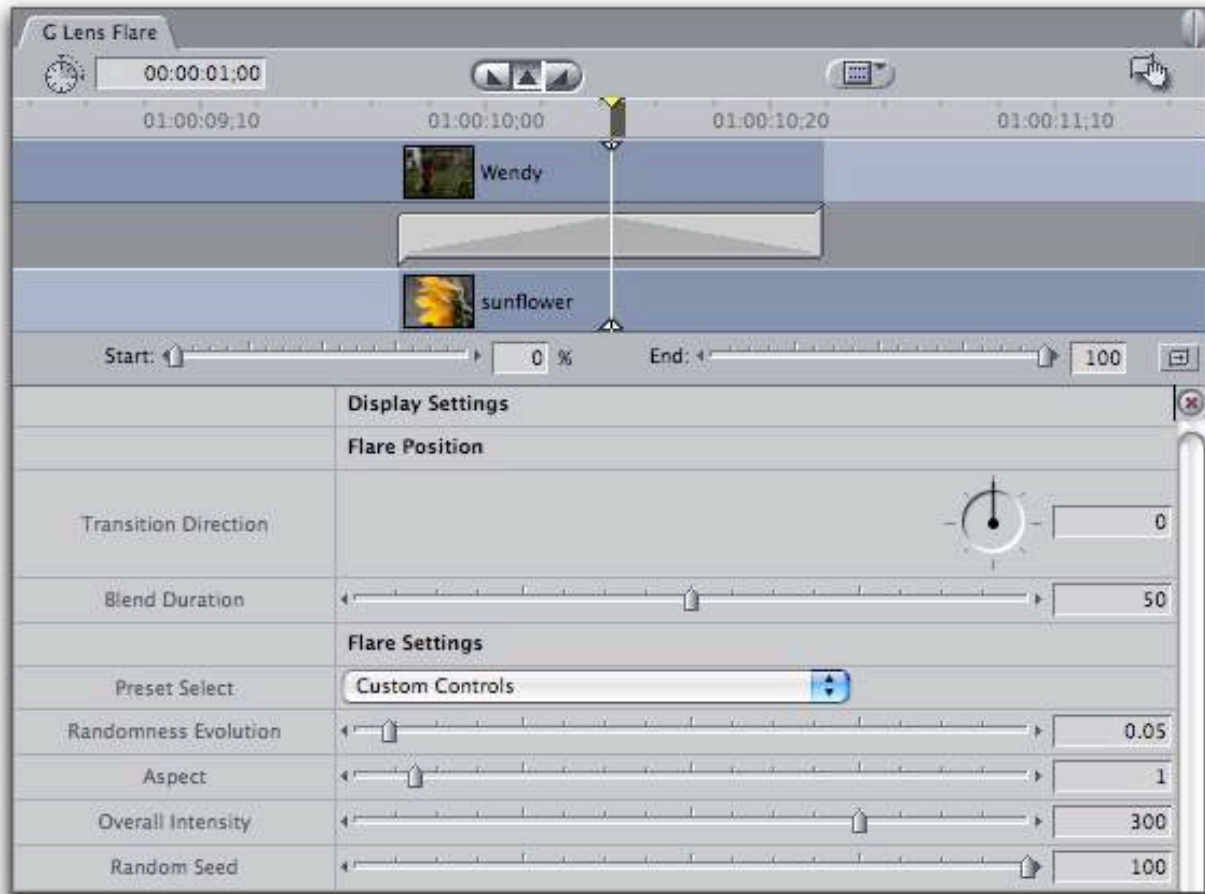 G Lens Flare
00:00:01;00
01:00:09;10 01:00:10;00 01:00:10;20 01:00:11;10
Wendy
sunflower
Start: 0 % End: 100
Display Settings
Flare Position
Transition Direction 0
Blend Duration 50
Flare Settings
Preset Select Custom Controls
Randomness Evolution 0.05
Aspect 1
Overall Intensity 300
Random Seed 100